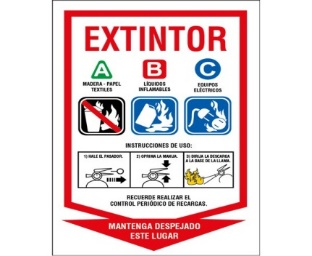 EXTINTOR
A B C
MADERA - PAPEL TEXTILES
LÍQUIDOS INFLAMABLES
EQUIPOS ELÉCTRICOS
INSTRUCCIONES DE USO:
1) HALE EL PASADOR.
2) OPRIMA LA MANIJA.
3) DIRIJA LA DESCARGA A LA BASE DE LA LLAMA.
RECUERDE REALIZAR EL
CONTROL PERIÓDICO DE RECARGAS.
MANTENGA DESPEJADO
ESTE LUGAR